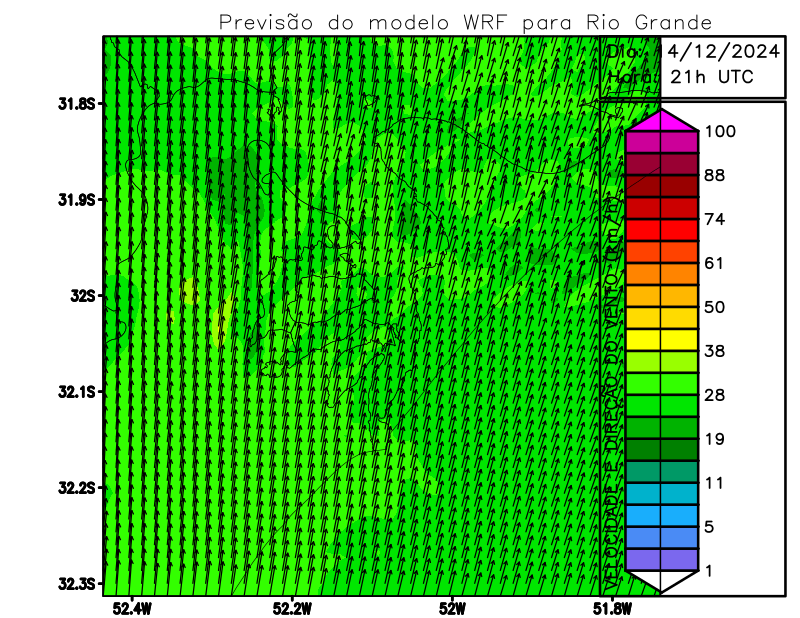 Previsão do modelo WRF para Rio Grande
Dia: 14/12/2024
Hora: 21h UTC
31.8S
31.9S
32S
32.1S
32.2S
32.3S
52.4W
52.2W
52W
51.8W
VELOCIDADE E DIREÇÃO DO VENTO (km/h)
100
88
74
61
50
38
28
19
11
5
1